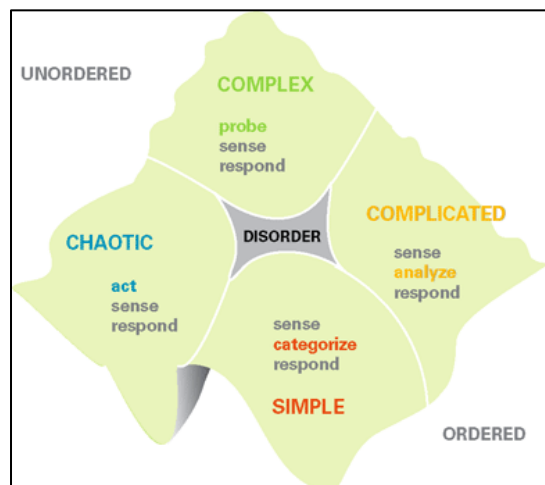 UNORDERED
COMPLEX
probe
sense
respond
COMPLICATED
sense
analyze
respond
CHAOTIC
act
sense
respond
DISORDER
sense
categorize
respond
SIMPLE
ORDERED